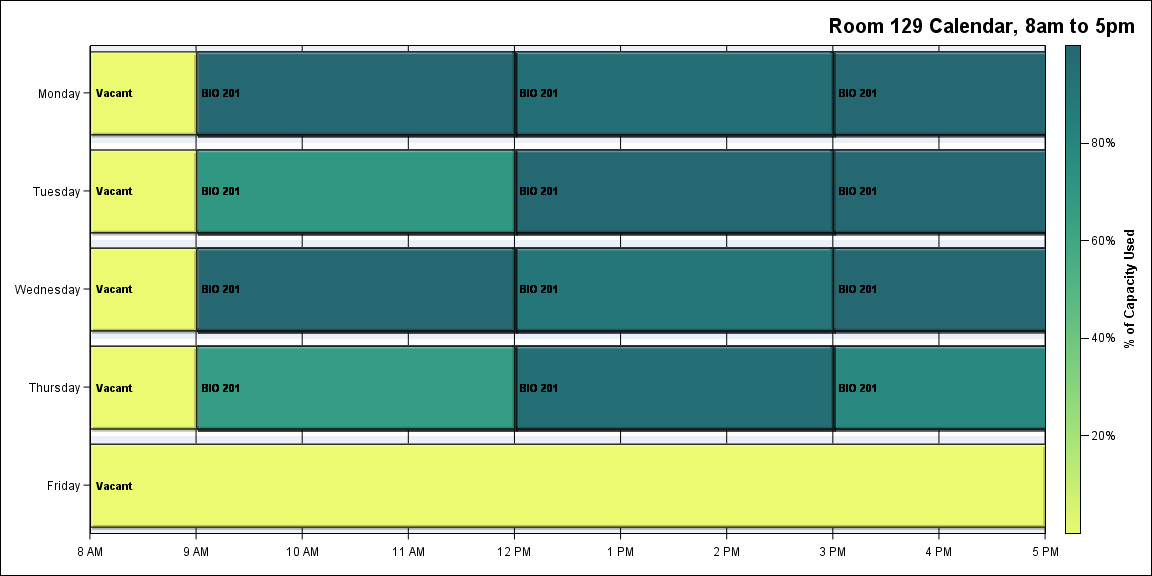 Room 129 Calendar, 8am to 5pm
Monday
Vacant
BIO 201
BIO 201
BIO 201
Tuesday
Vacant
BIO 201
BIO 201
BIO 201
Wednesday
Vacant
BIO 201
BIO 201
BIO 201
Thursday
Vacant
BIO 201
BIO 201
BIO 201
Friday
Vacant
8 AM
9 AM
10 AM
11 AM
12 PM
1 PM
2 PM
3 PM
4 PM
5 PM
80%
60%
40%
20%
% of Capacity Used